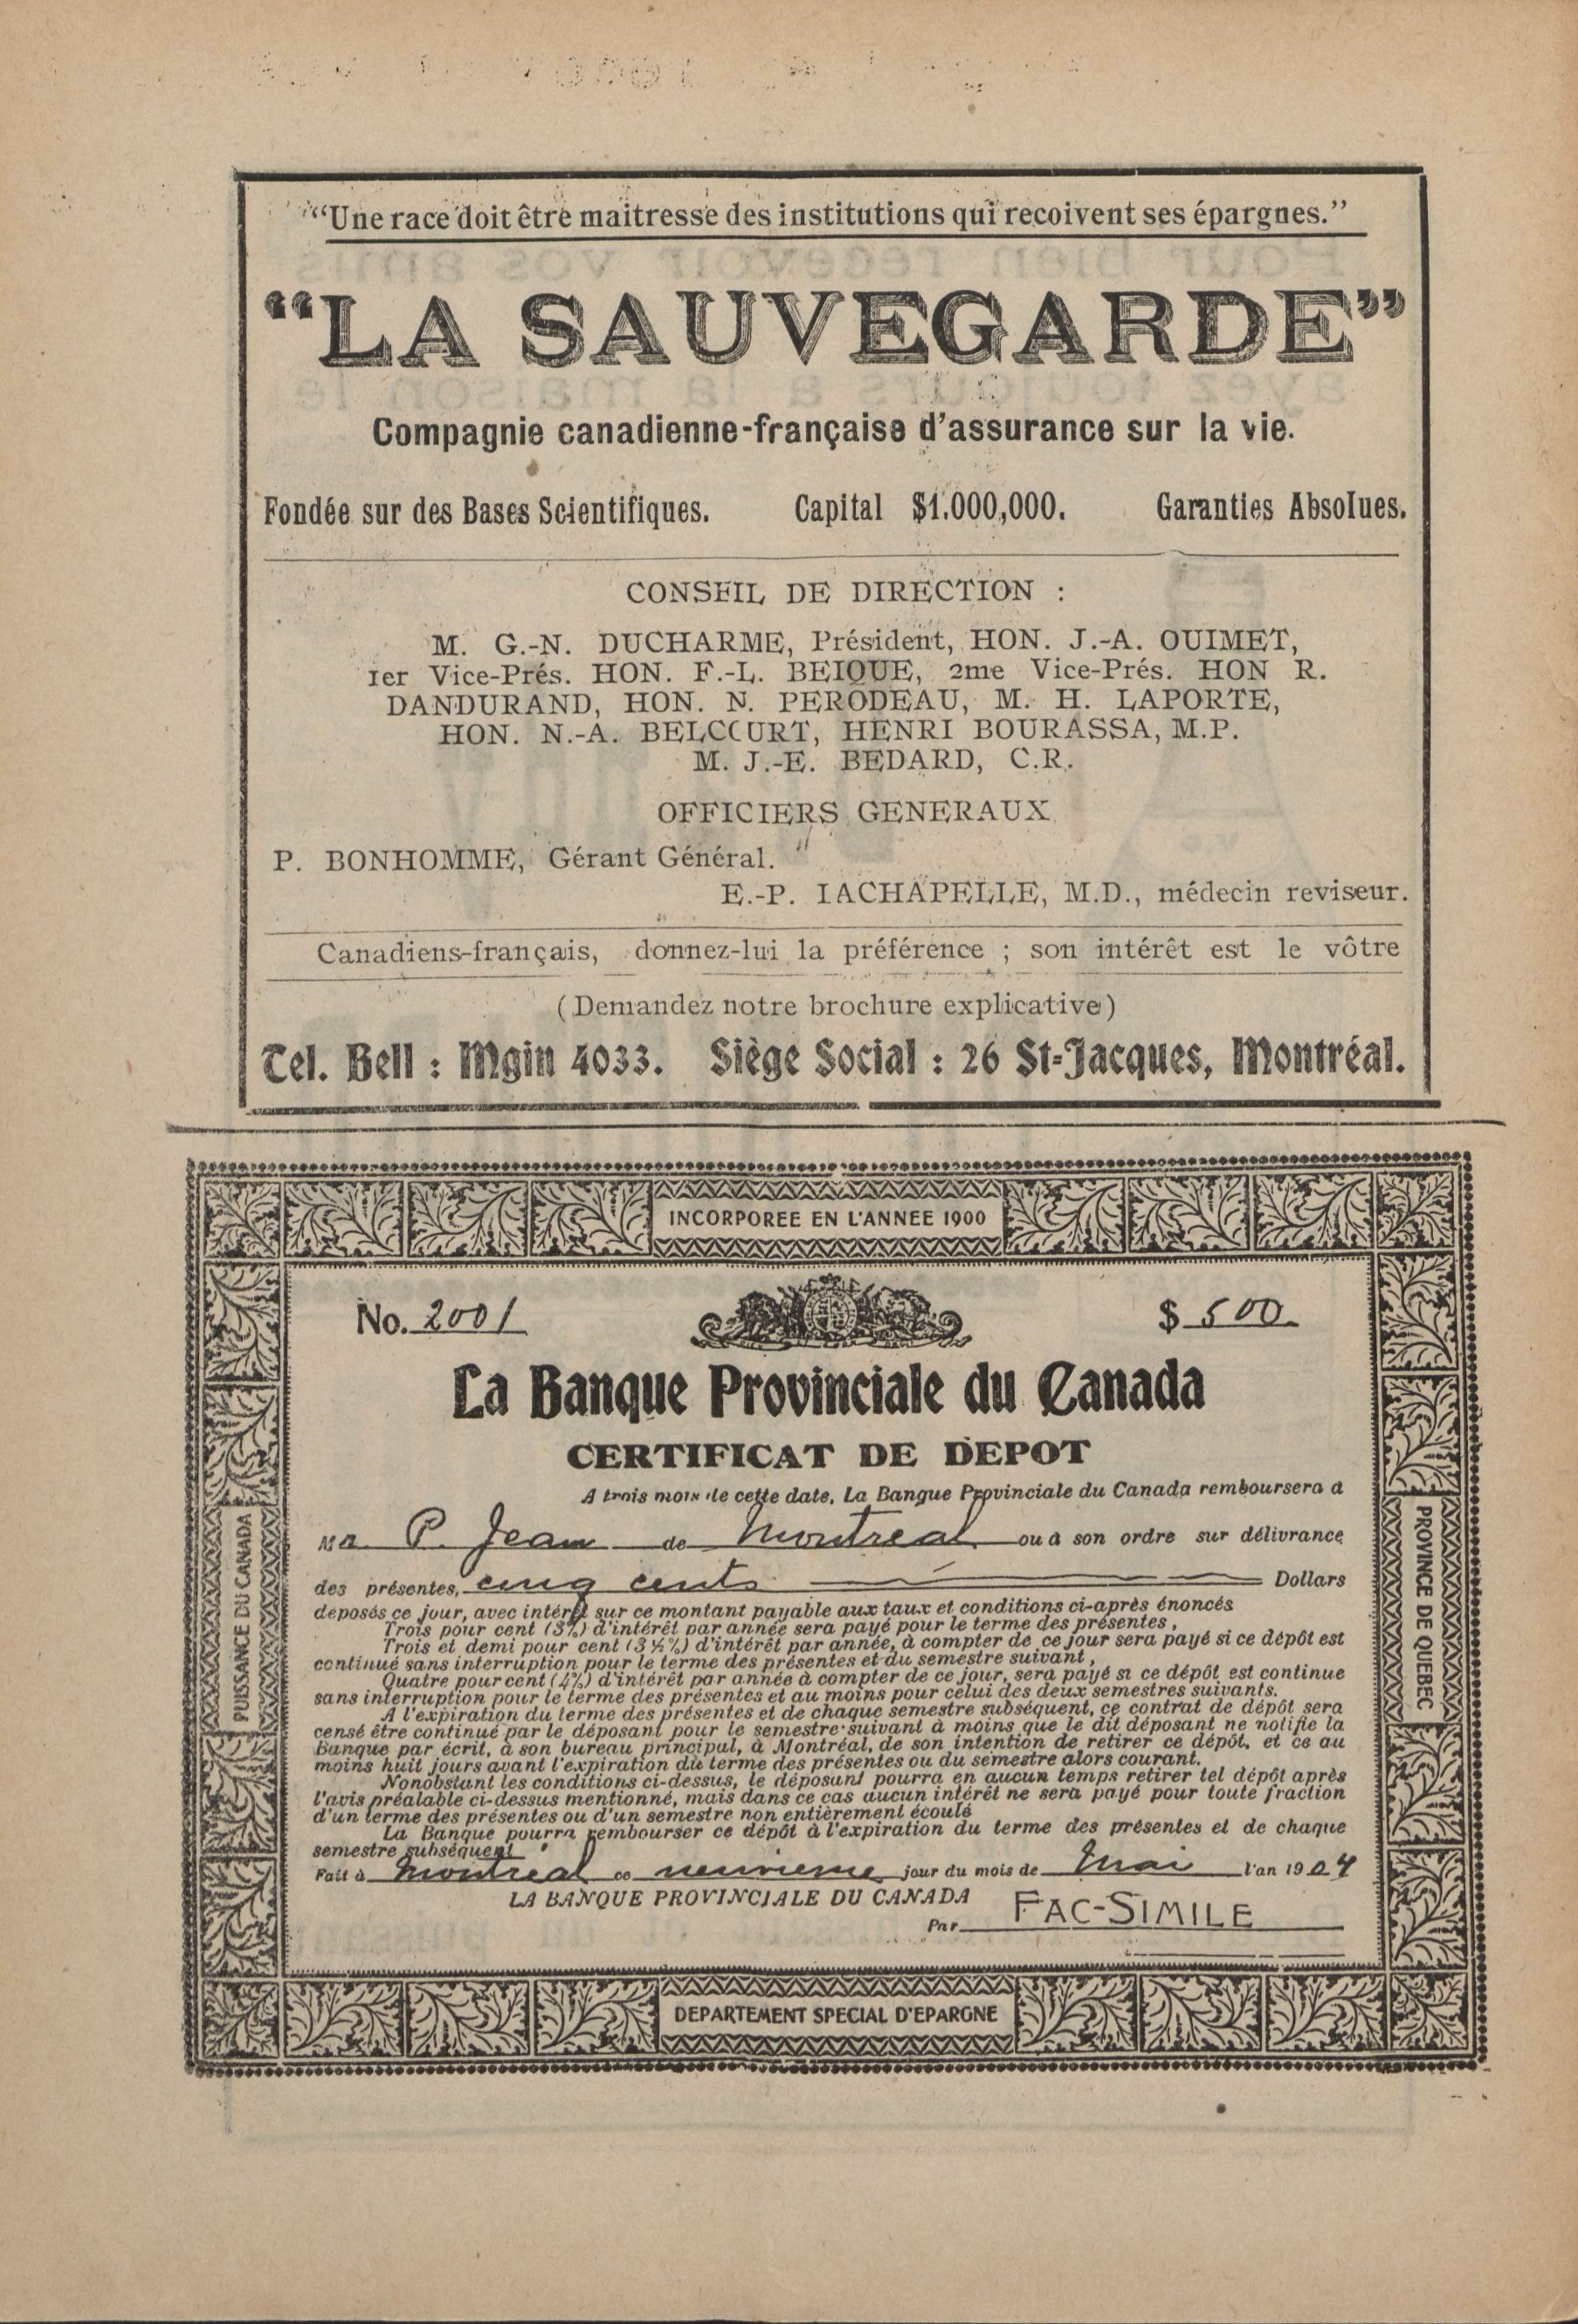 “Une race doit être maitresse des institutions qui recoivent ses épargnes.”
“LA SAUVEGARDE”
Compagnie canadienne-française d’assurance sur la vie.
Fondée sur des Bases Scientifiques. Capital $1.000,000. Garanties Absolues.
CONSEIL DE DIRECTION :
M. G.-N. DUCHARME, Président, HON. J.-A. OUIMET,
1er Vice-Prés. HON. F.-L. BEIQUE, 2me Vice-Prés. HON R.
DANDURAND, HON. N. PERODEAU, M. H. LAPORTE,
HON. N.-A. BELCCURT, HENRI BOURASSA, M.P.
M. J.-E. BEDARD, C.R.
OFFICIERS GENERAUX
P. BONHOMME, Gérant Général.
E.-P. LACHAPELLE, M.D., médecin reviseur.
Canadiens-français, donnez-lui la préférence ; son intérêt est le vôtre
(Demandez notre brochure explicative)
Tel. Bell : Mgin 4033. Siège Social : 26 St-Jacques, Montréal.
INCORPOREE EN L'ANNEE 1900
No. 2001 $ 500
La Banque Provinciale du Canada
CERTIFICAT DE DEPOT
A trois mois de cette date, La Banque Provinciale du Canada remboursera à
Mr. P. Jean de Montreal ou à son ordre sur délivrance
des présentes, cinq cents Dollars
déposés ce jour, avec intérêt sur ce montant payable aux taux et conditions ci-après énoncés
Trois pour cent (3%) d'intérêt par année sera payé pour le terme des présentes,
Trois et demi pour cent (3½%) d'intérêt par année, à compter de ce jour sera payé si ce dépôt est
continué sans interruption pour le terme des présentes et du semestre suivant,
Quatre pour cent (4%) d'intérêt par année à compter de ce jour, sera payé si ce dépôt est continue
sans interruption pour le terme des présentes et au moins pour celui des deux semestres suivants.
A l'expiration du terme des présentes et de chaque semestre subséquent, ce contrat de dépôt sera
censé être continué par le déposant pour le semestre suivant à moins que le dit déposant ne notifie la
Banque par écrit, à son bureau principal, à Montréal, de son intention de retirer ce dépôt, et ce au
moins huit jours avant l'expiration du terme des présentes ou du semestre alors courant.
Nonobstant les conditions ci-dessus, le déposant pourra en aucun temps retirer tel dépôt après
l'avis préalable ci-dessus mentionné, mais dans ce cas aucun intérêt ne sera payé pour toute fraction
d'un terme des présentes ou d'un semestre non entièrement écoulé
La Banque pourra rembourser ce dépôt à l'expiration du terme des présentes et de chaque
semestre subséquent
Fait à Montreal ce neuvieme jour du mois de Mai l'an 1904
LA BANQUE PROVINCIALE DU CANADA
Par FAC-SIMILE
PUISSANCE DU CANADA
PROVINCE DE QUEBEC
DEPARTEMENT SPECIAL D'EPARGNE